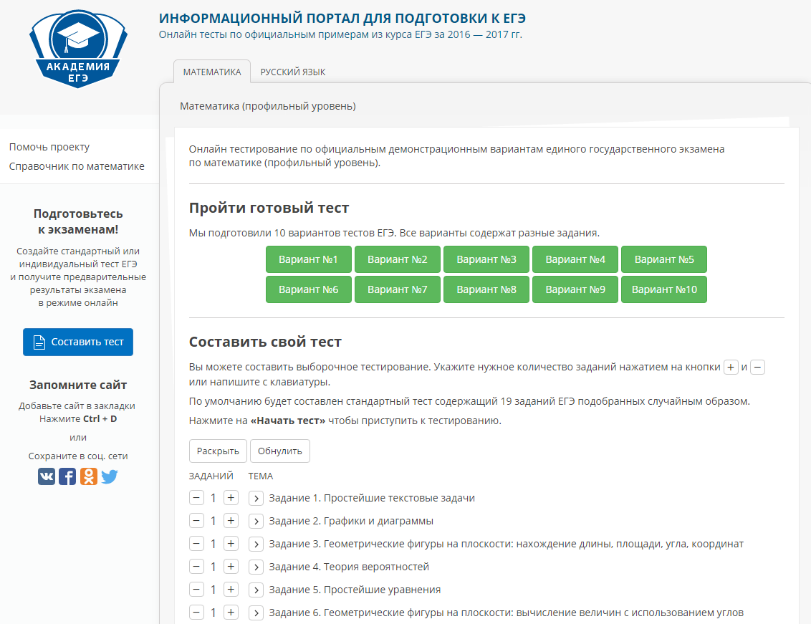 АКАДЕМИЯ
ЕГЭ
ИНФОРМАЦИОННЫЙ ПОРТАЛ ДЛЯ ПОДГОТОВКИ К ЕГЭ
Онлайн тесты по официальным примерам из курса ЕГЭ за 2016 — 2017 гг.
МАТЕМАТИКА РУССКИЙ ЯЗЫК
Математика (профильный уровень)
Помочь проекту
Справочник по математике
Подготовьтесь
к экзаменам!
Создайте стандартный или
индивидуальный тест ЕГЭ
и получите предварительные
результаты экзамена
в режиме онлайн
Составить тест
Запомните сайт
Добавьте сайт в закладки
Нажмите Ctrl + D
или
Сохраните в соц. сети
Онлайн тестирование по официальным демонстрационным вариантам единого государственного экзамена
по математике (профильный уровень).
Пройти готовый тест
Мы подготовили 10 вариантов тестов ЕГЭ. Все варианты содержат разные задания.
Вариант №1 Вариант №2 Вариант №3 Вариант №4 Вариант №5
Вариант №6 Вариант №7 Вариант №8 Вариант №9 Вариант №10
Составить свой тест
Вы можете составить выборочное тестирование. Укажите нужное количество заданий нажатием на кнопки + и −
или напишите с клавиатуры.
По умолчанию будет составлен стандартный тест содержащий 19 заданий ЕГЭ подобранных случайным образом.
Нажмите на «Начать тест» чтобы приступить к тестированию.
Раскрыть Обнулить
ЗАДАНИЙ ТЕМА
− 1 + > Задание 1. Простейшие текстовые задачи
− 1 + > Задание 2. Графики и диаграммы
− 1 + > Задание 3. Геометрические фигуры на плоскости: нахождение длины, площади, угла, координат
− 1 + > Задание 4. Теория вероятностей
− 1 + > Задание 5. Простейшие уравнения
− 1 + > Задание 6. Геометрические фигуры на плоскости: вычисление величин с использованием углов